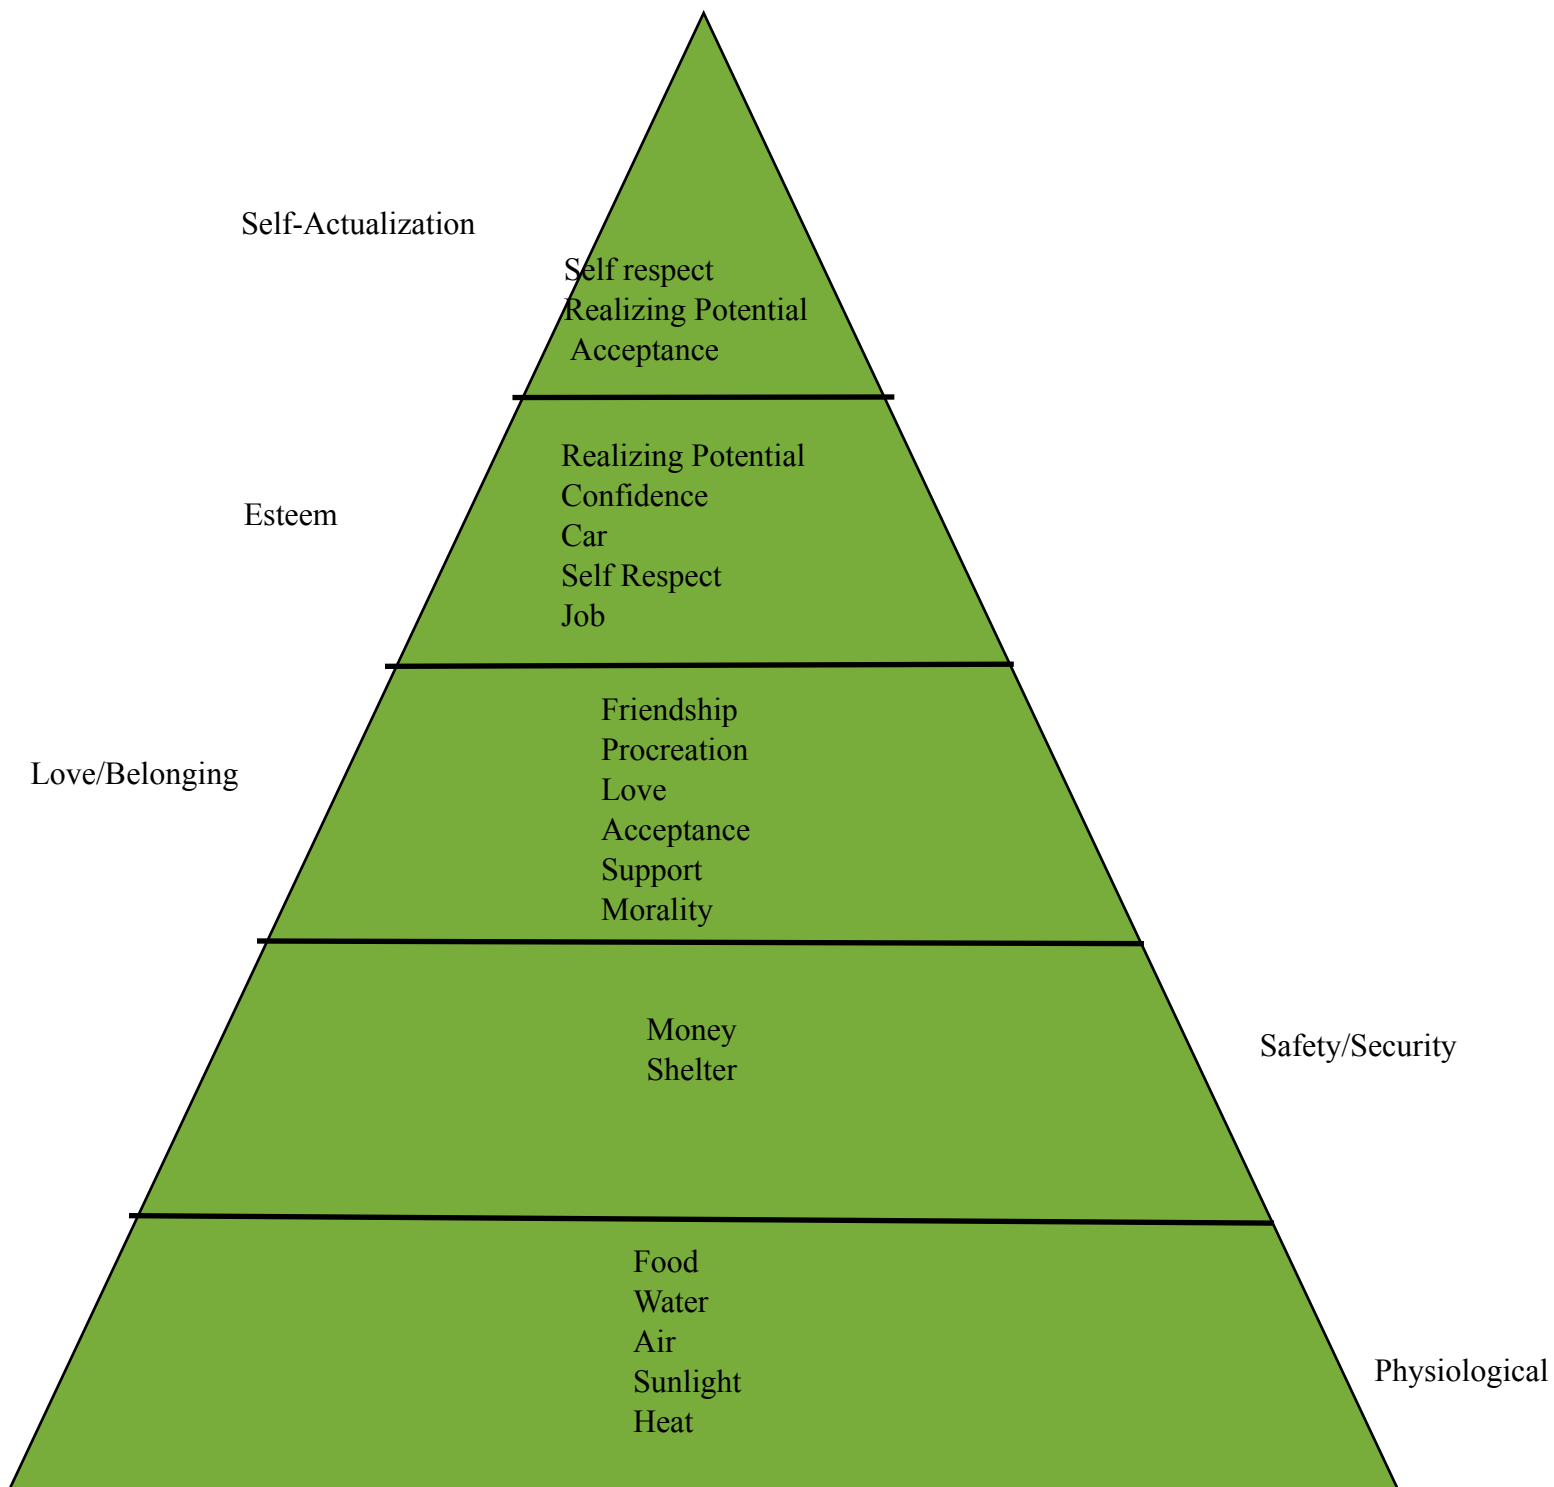 Self-Actualization
Self respect
Realizing Potential
Acceptance
Esteem
Realizing Potential
Confidence
Car
Self Respect
Job
Love/Belonging
Friendship
Procreation
Love
Acceptance
Support
Morality
Money
Shelter
Safety/Security
Food
Water
Air
Sunlight
Heat
Physiological